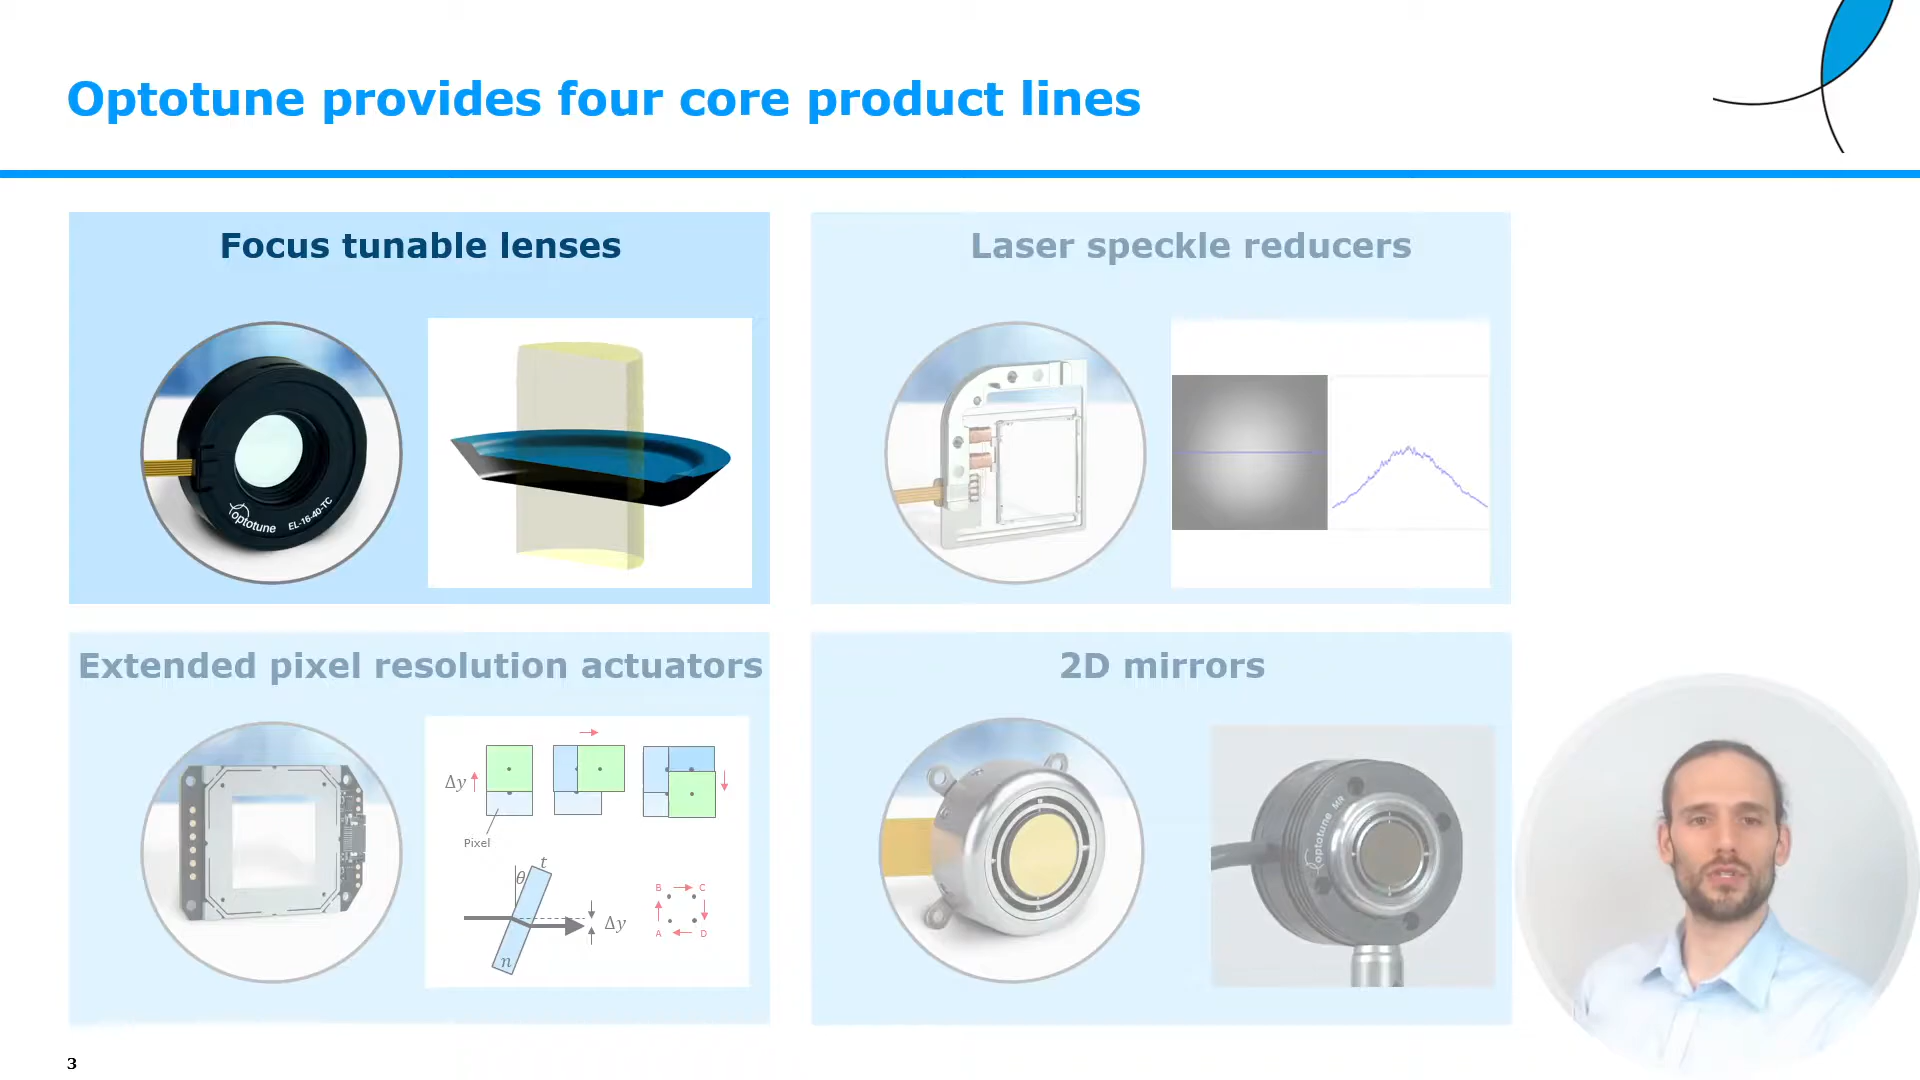 Optotune provides four core product lines
Focus tunable lenses
optotune EL-16-40-TC
Laser speckle reducers
Extended pixel resolution actuators
Δy
Pixel
t
θ
Δy
n
B C
A D
2D mirrors
optotune MR
3